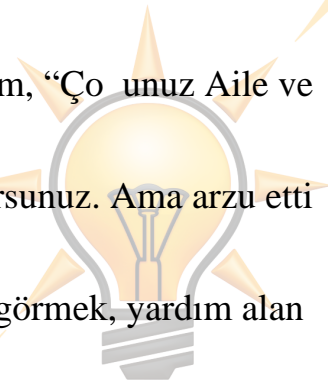 m, “Ço unuz Aile ve
rsunuz. Ama arzu etti
görmek, yardım alan